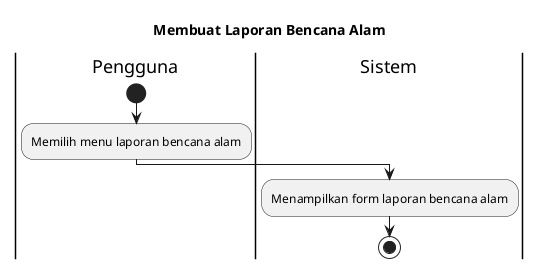 Membuat Laporan Bencana Alam
Pengguna
Sistem
Memilih menu laporan bencana alam
Menampilkan form laporan bencana alam